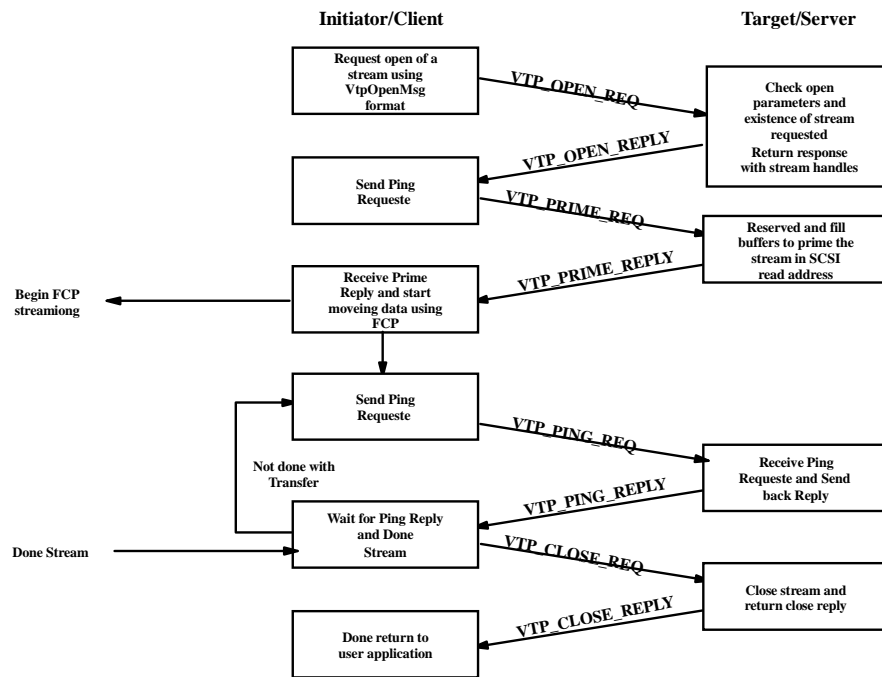 Initiator/Client
Target/Server
Request open of a
stream using
VtpOpenMsg
format
VTP_OPEN_REQ
Check open
parameters and
existence of stream
requested
Return response
with stream handles
VTP_OPEN_REPLY
Send Ping
Requeste
VTP_PRIME_REQ
Reserved and fill
buffers to prime the
stream in SCSI
read address
VTP_PRIME_REPLY
Receive Prime
Reply and start
moveing data using
FCP
Begin FCP
streamiong
Send Ping
Requeste
VTP_PING_REQ
Receive Ping
Requeste and Send
back Reply
Not done with
Transfer
VTP_PING_REPLY
Wait for Ping Reply
and Done
Stream
Done Stream
VTP_CLOSE_REQ
Close stream and
return close reply
VTP_CLOSE_REPLY
Done return to
user application